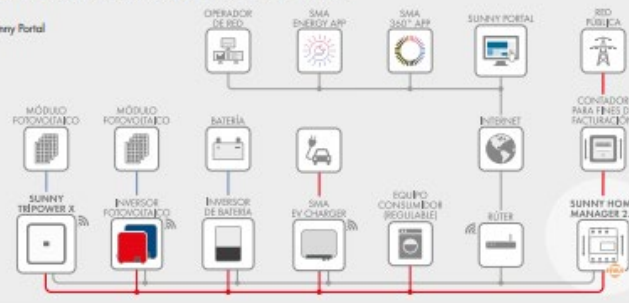 nny Portal
OPERADOR
DE RED
SMA
ENERGY APP
SMA
360° APP
SUNNY PORTAL
RED
PÚBLICA
MÓDULO
FOTOVOLTAICO
MÓDULO
FOTOVOLTAICO
BATERÍA
INTERNET
CONTADOR
PARA FINES D
FACTURACIÓN
SUNNY
TRIPOWER X
INVERSOR
FOTOVOLTAICO
INVERSOR
DE BATERÍA
SMA
EV CHARGER
EQUIPO
CONSUMIDOR
(REGULABLE)
RÚTER
SUNNY HOM
MANAGER 2.